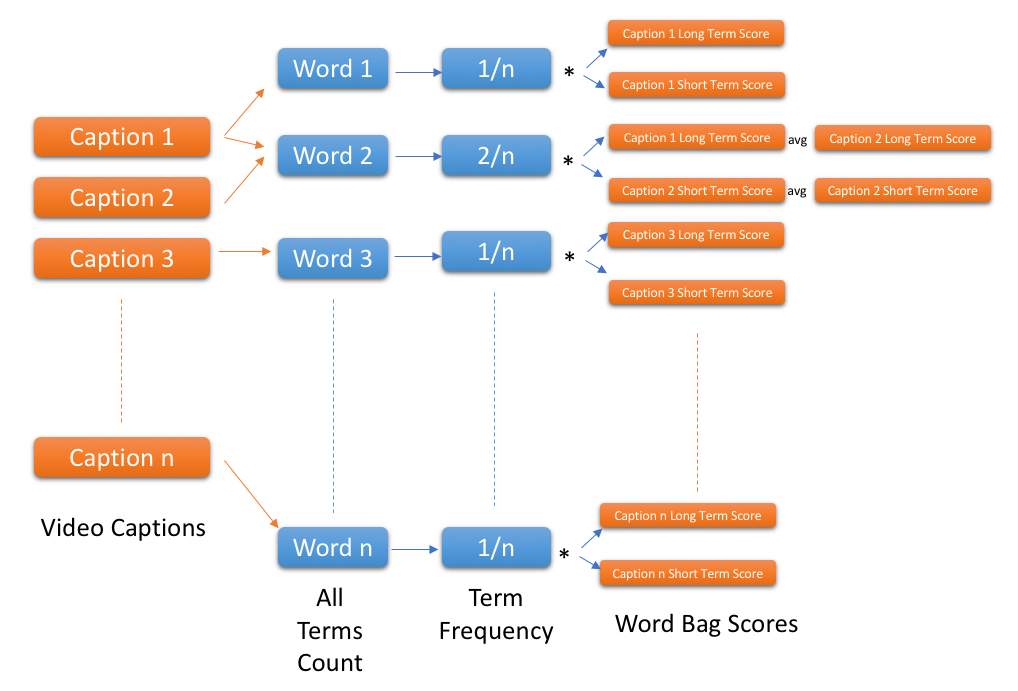 Caption 1 Long Term Score
Word 1
1/n
*
Caption 1 Short Term Score
Caption 1
Word 2
2/n
*
Caption 1 Long Term Score avg Caption 2 Long Term Score
Caption 2
Caption 2 Short Term Score avg Caption 2 Short Term Score
Caption 3
Word 3
1/n
*
Caption 3 Long Term Score
Caption 3 Short Term Score
Caption n
Word n
1/n
*
Caption n Long Term Score
Caption n Short Term Score
Video Captions
All
Terms
Count
Term
Frequency
Word Bag Scores